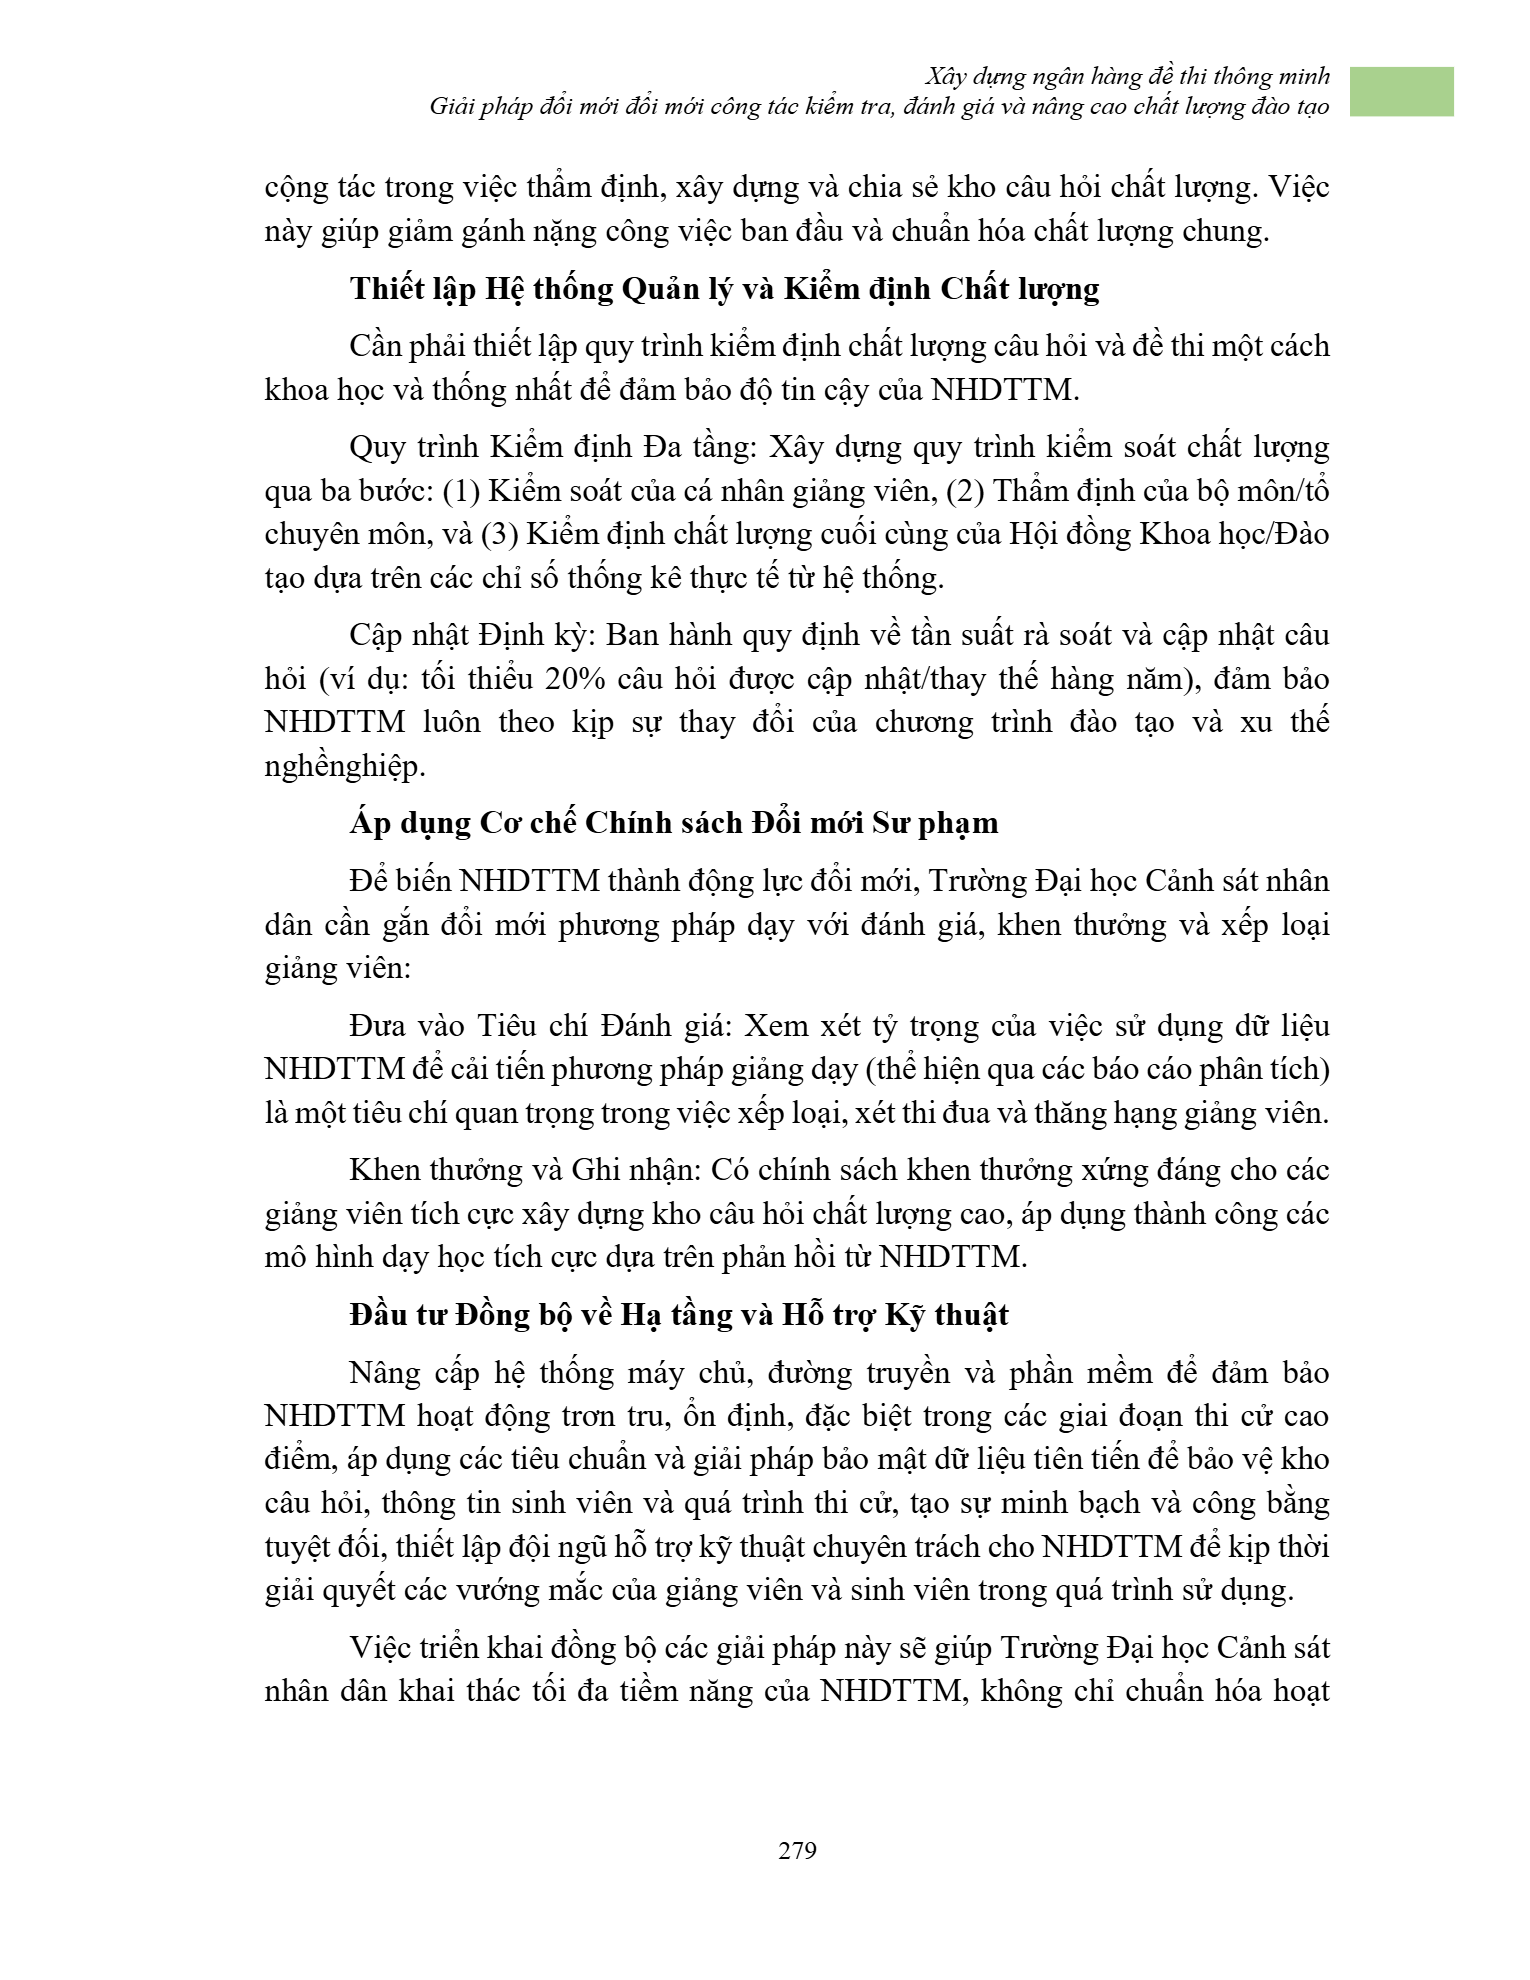 Xây dựng ngân hàng đề thi thông minh
Giải pháp đổi mới đổi mới công tác kiểm tra, đánh giá và nâng cao chất lượng đào tạo
cộng tác trong việc thẩm định, xây dựng và chia sẻ kho câu hỏi chất lượng. Việc
này giúp giảm gánh nặng công việc ban đầu và chuẩn hóa chất lượng chung.
Thiết lập Hệ thống Quản lý và Kiểm định Chất lượng
Cần phải thiết lập quy trình kiểm định chất lượng câu hỏi và đề thi một cách
khoa học và thống nhất để đảm bảo độ tin cậy của NHDTTM.
Quy trình Kiểm định Đa tầng: Xây dựng quy trình kiểm soát chất lượng
qua ba bước: (1) Kiểm soát của cá nhân giảng viên, (2) Thẩm định của bộ môn/tổ
chuyên môn, và (3) Kiểm định chất lượng cuối cùng của Hội đồng Khoa học/Đào
tạo dựa trên các chỉ số thống kê thực tế từ hệ thống.
Cập nhật Định kỳ: Ban hành quy định về tần suất rà soát và cập nhật câu
hỏi (ví dụ: tối thiểu 20% câu hỏi được cập nhật/thay thế hàng năm), đảm bảo
NHDTTM luôn theo kịp sự thay đổi của chương trình đào tạo và xu thế
nghềnghiệp.
Áp dụng Cơ chế Chính sách Đổi mới Sư phạm
Để biến NHDTTM thành động lực đổi mới, Trường Đại học Cảnh sát nhân
dân cần gắn đổi mới phương pháp dạy với đánh giá, khen thưởng và xếp loại
giảng viên:
Đưa vào Tiêu chí Đánh giá: Xem xét tỷ trọng của việc sử dụng dữ liệu
NHDTTM để cải tiến phương pháp giảng dạy (thể hiện qua các báo cáo phân tích)
là một tiêu chí quan trọng trong việc xếp loại, xét thi đua và thăng hạng giảng viên.
Khen thưởng và Ghi nhận: Có chính sách khen thưởng xứng đáng cho các
giảng viên tích cực xây dựng kho câu hỏi chất lượng cao, áp dụng thành công các
mô hình dạy học tích cực dựa trên phản hồi từ NHDTTM.
Đầu tư Đồng bộ về Hạ tầng và Hỗ trợ Kỹ thuật
Nâng cấp hệ thống máy chủ, đường truyền và phần mềm để đảm bảo
NHDTTM hoạt động trơn tru, ổn định, đặc biệt trong các giai đoạn thi cử cao
điểm, áp dụng các tiêu chuẩn và giải pháp bảo mật dữ liệu tiên tiến để bảo vệ kho
câu hỏi, thông tin sinh viên và quá trình thi cử, tạo sự minh bạch và công bằng
tuyệt đối, thiết lập đội ngũ hỗ trợ kỹ thuật chuyên trách cho NHDTTM để kịp thời
giải quyết các vướng mắc của giảng viên và sinh viên trong quá trình sử dụng.
Việc triển khai đồng bộ các giải pháp này sẽ giúp Trường Đại học Cảnh sát
nhân dân khai thác tối đa tiềm năng của NHDTTM, không chỉ chuẩn hóa hoạt
279